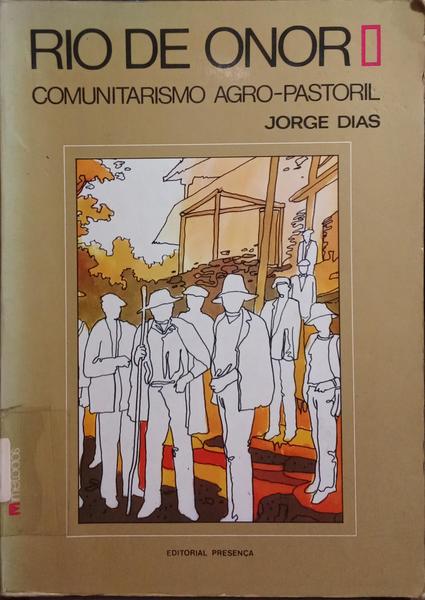 RIO DE ONOR
COMUNITARISMO AGRO-PASTORIL
JORGE DIAS
EDITORIAL PRESENÇA